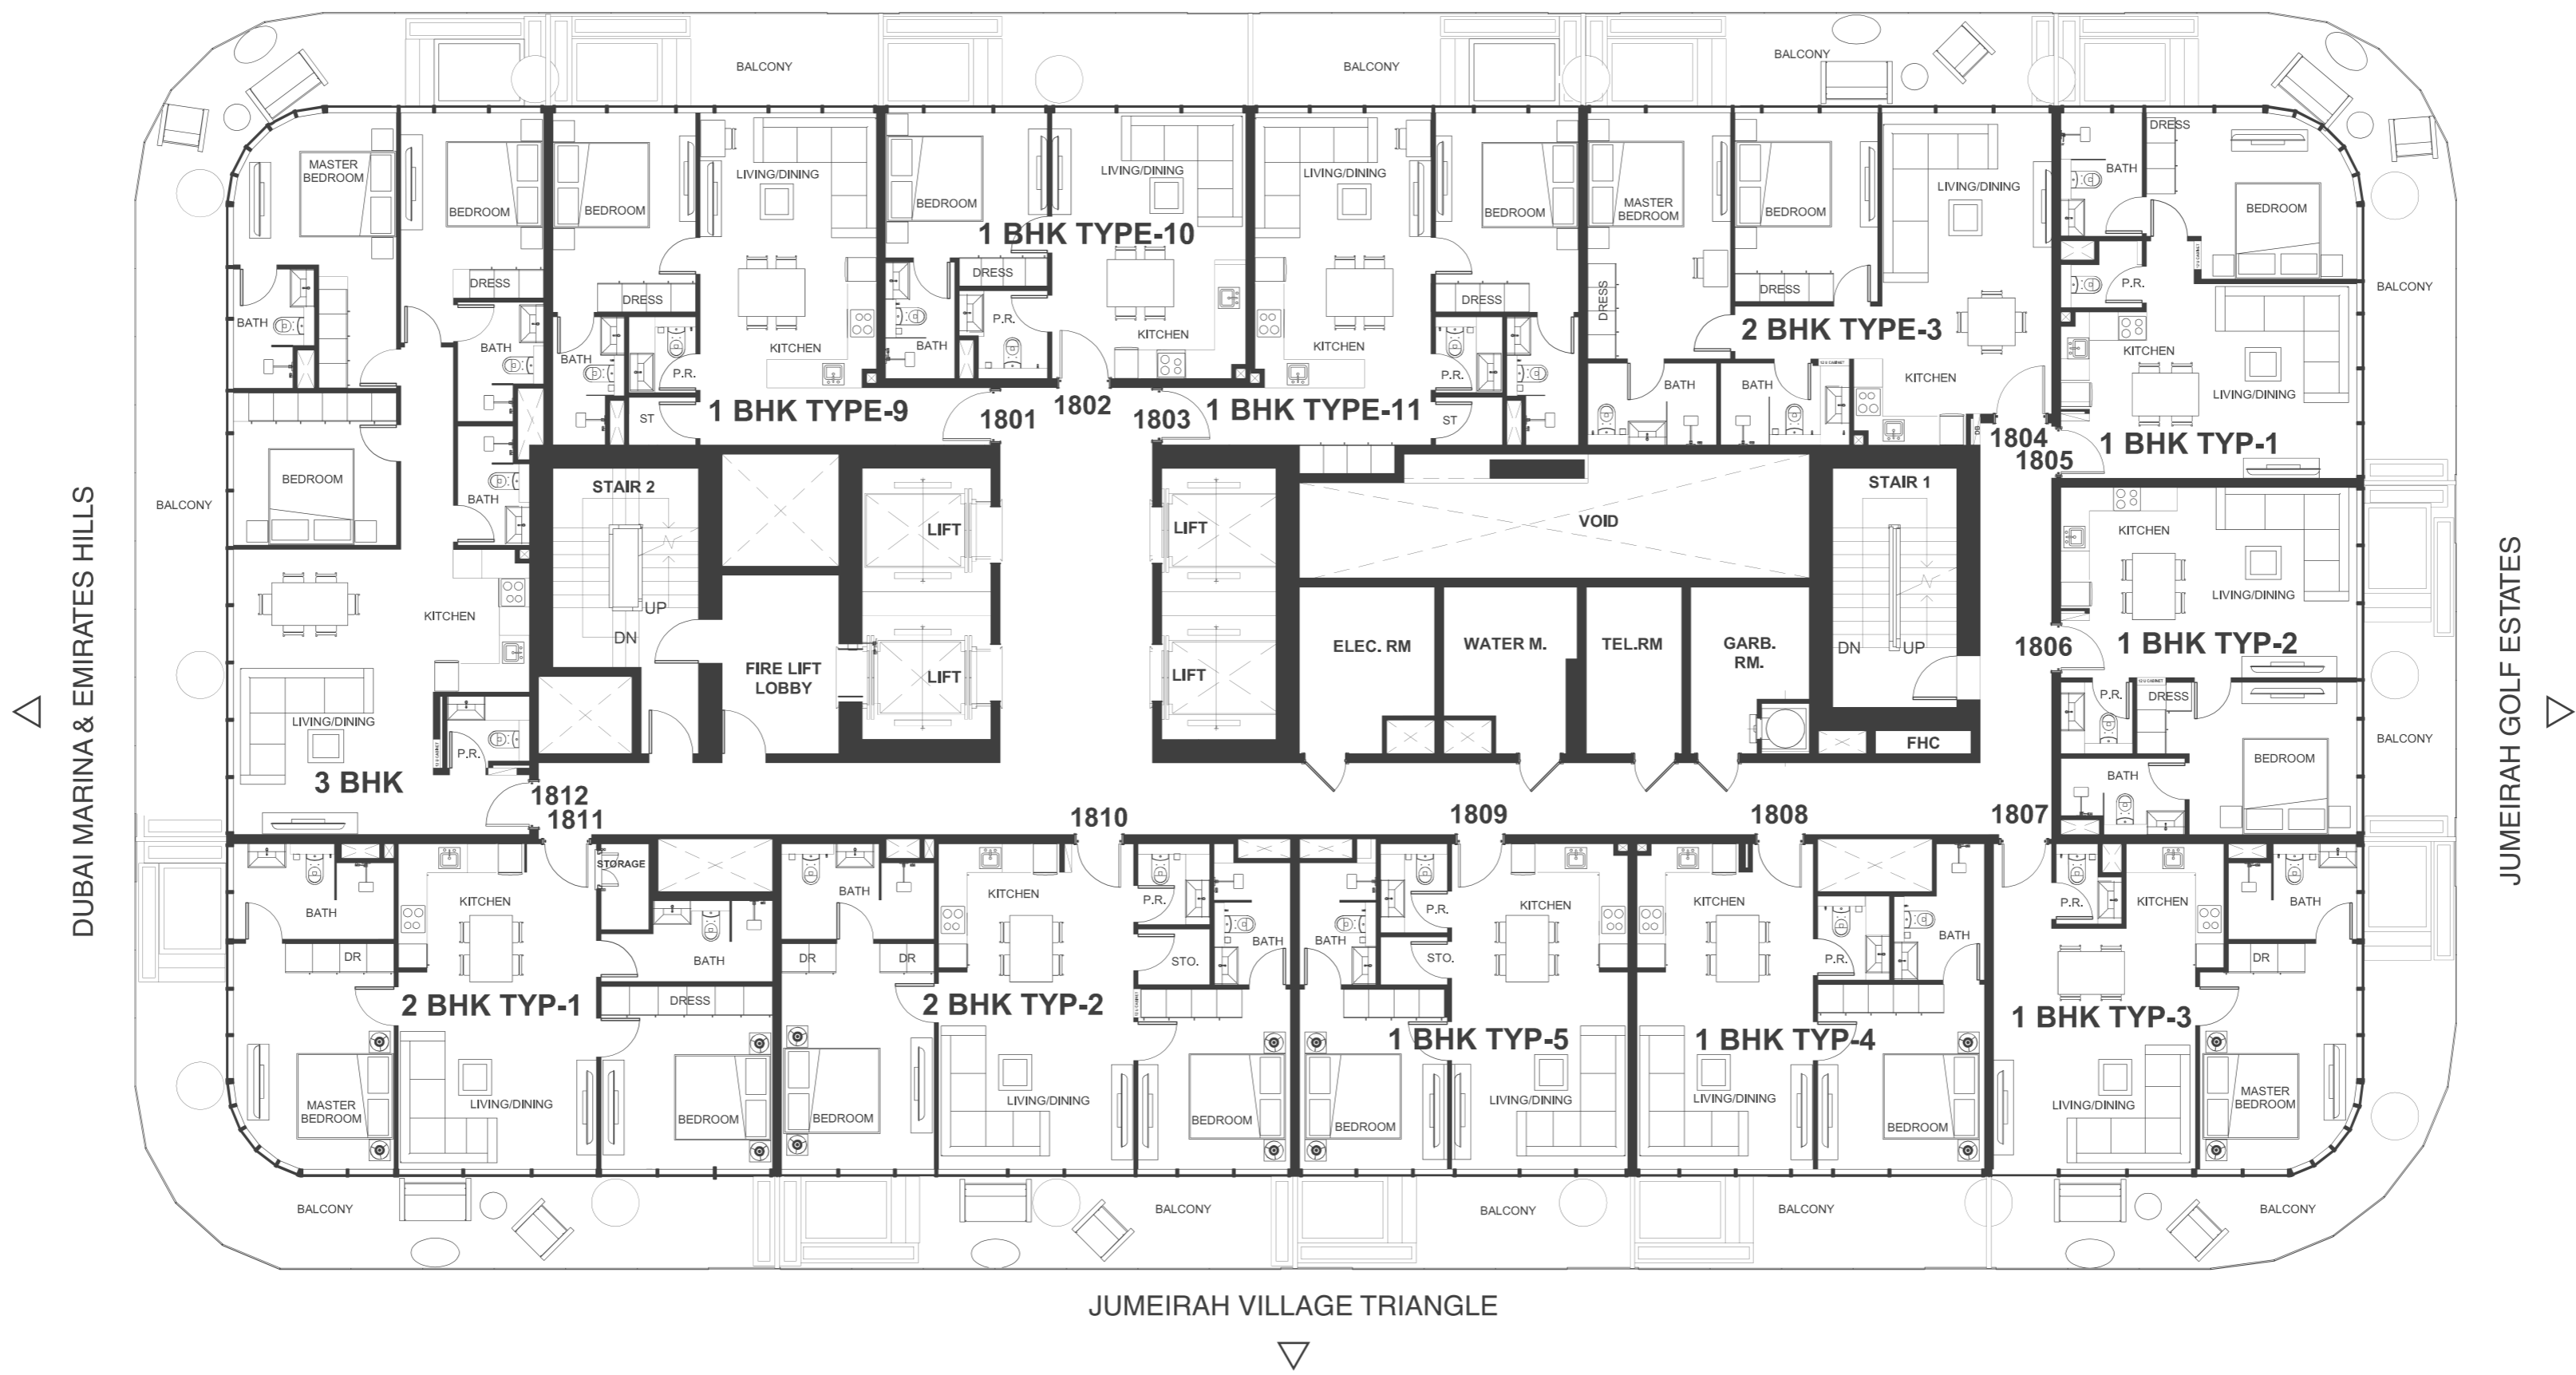 BALCONY
BALCONY
BALCONY
MASTER
BEDROOM
BEDROOM
DRESS
BATH
BATH
BATH
BEDROOM
BALCONY
KITCHEN
LIVING/DINING
P.R.
3 BHK
1812
BEDROOM
DRESS
LIVING/DINING
KITCHEN
BATH
P.R.
ST
1 BHK TYPE-9
1801
BEDROOM
LIVING/DINING
1 BHK TYPE-10
DRESS
P.R.
BATH
KITCHEN
1802
LIVING/DINING
BEDROOM
DRESS
KITCHEN
P.R.
ST
1803
1 BHK TYPE-11
MASTER
BEDROOM
BEDROOM
LIVING/DINING
DRESS
DRESS
2 BHK TYPE-3
BATH
BATH
KITCHEN
DB
1804
DRESS
BATH
BEDROOM
P.R.
KITCHEN
LIVING/DINING
1 BHK TYP-1
1805
BALCONY
KITCHEN
LIVING/DINING
1806
1 BHK TYP-2
P.R.
DRESS
BATH
BEDROOM
BALCONY
STAIR 2
UP
DN
FIRE LIFT
LOBBY
LIFT
LIFT
LIFT
LIFT
VOID
ELEC. RM
WATER M.
TEL.RM
GARB.
RM.
STAIR 1
DN
UP
FHC
1811
1810
1809
1808
1807
BATH
DR
KITCHEN
STORAGE
BATH
DRESS
2 BHK TYP-1
MASTER
BEDROOM
LIVING/DINING
BEDROOM
BALCONY
BATH
DR
DR
KITCHEN
P.R.
STO.
BATH
2 BHK TYP-2
BEDROOM
LIVING/DINING
BEDROOM
BALCONY
BATH
P.R.
STO.
KITCHEN
1 BHK TYP-5
BEDROOM
LIVING/DINING
BALCONY
KITCHEN
P.R.
BATH
1 BHK TYP-4
LIVING/DINING
BEDROOM
BALCONY
P.R.
KITCHEN
BATH
DR
1 BHK TYP-3
LIVING/DINING
MASTER
BEDROOM
BALCONY
DUBAI MARINA & EMIRATES HILLS
JUMEIRAH GOLF ESTATES
JUMEIRAH VILLAGE TRIANGLE